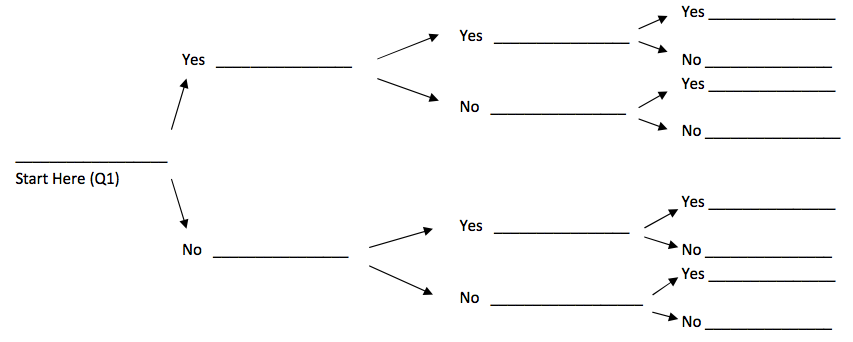 Yes
Yes
Yes
No
No
Yes
No
Start Here (Q1)
Yes
Yes
No
No
Yes
No